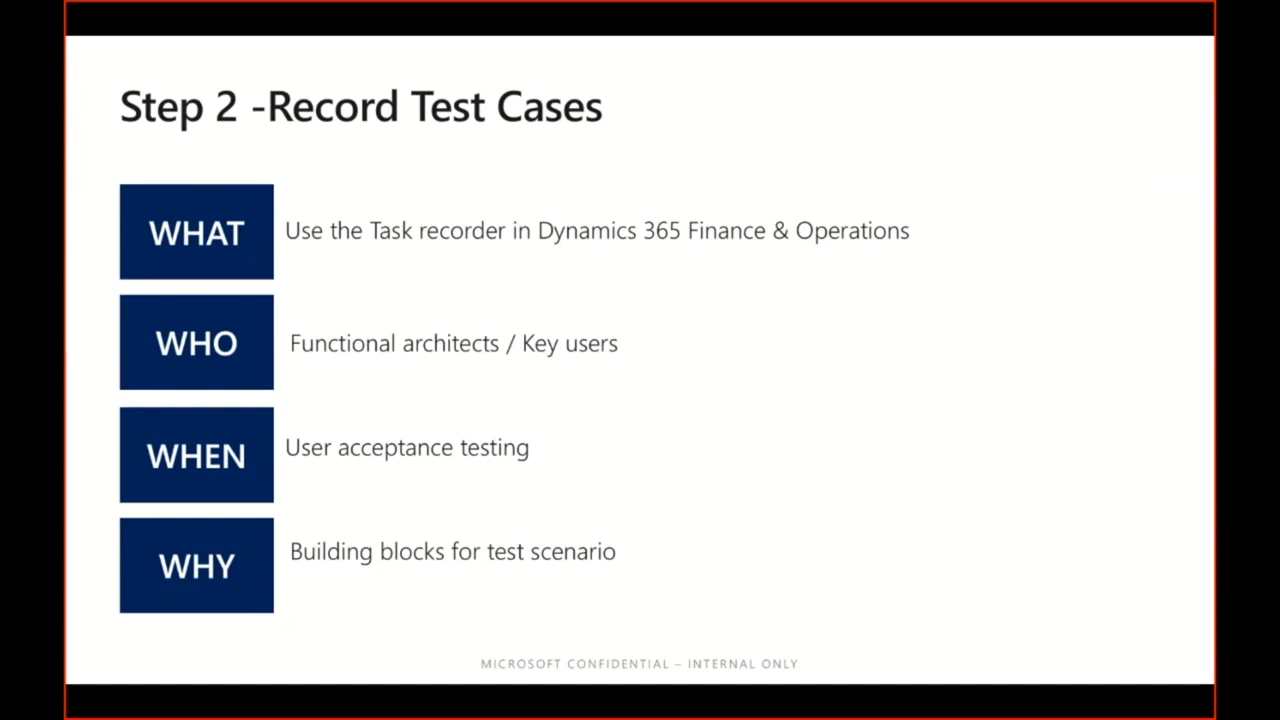 Step 2 -Record Test Cases
WHAT
Use the Task recorder in Dynamics 365 Finance & Operations
WHO
Functional architects / Key users
WHEN
User acceptance testing
WHY
Building blocks for test scenario
MICROSOFT CONFIDENTIAL – INTERNAL ONLY